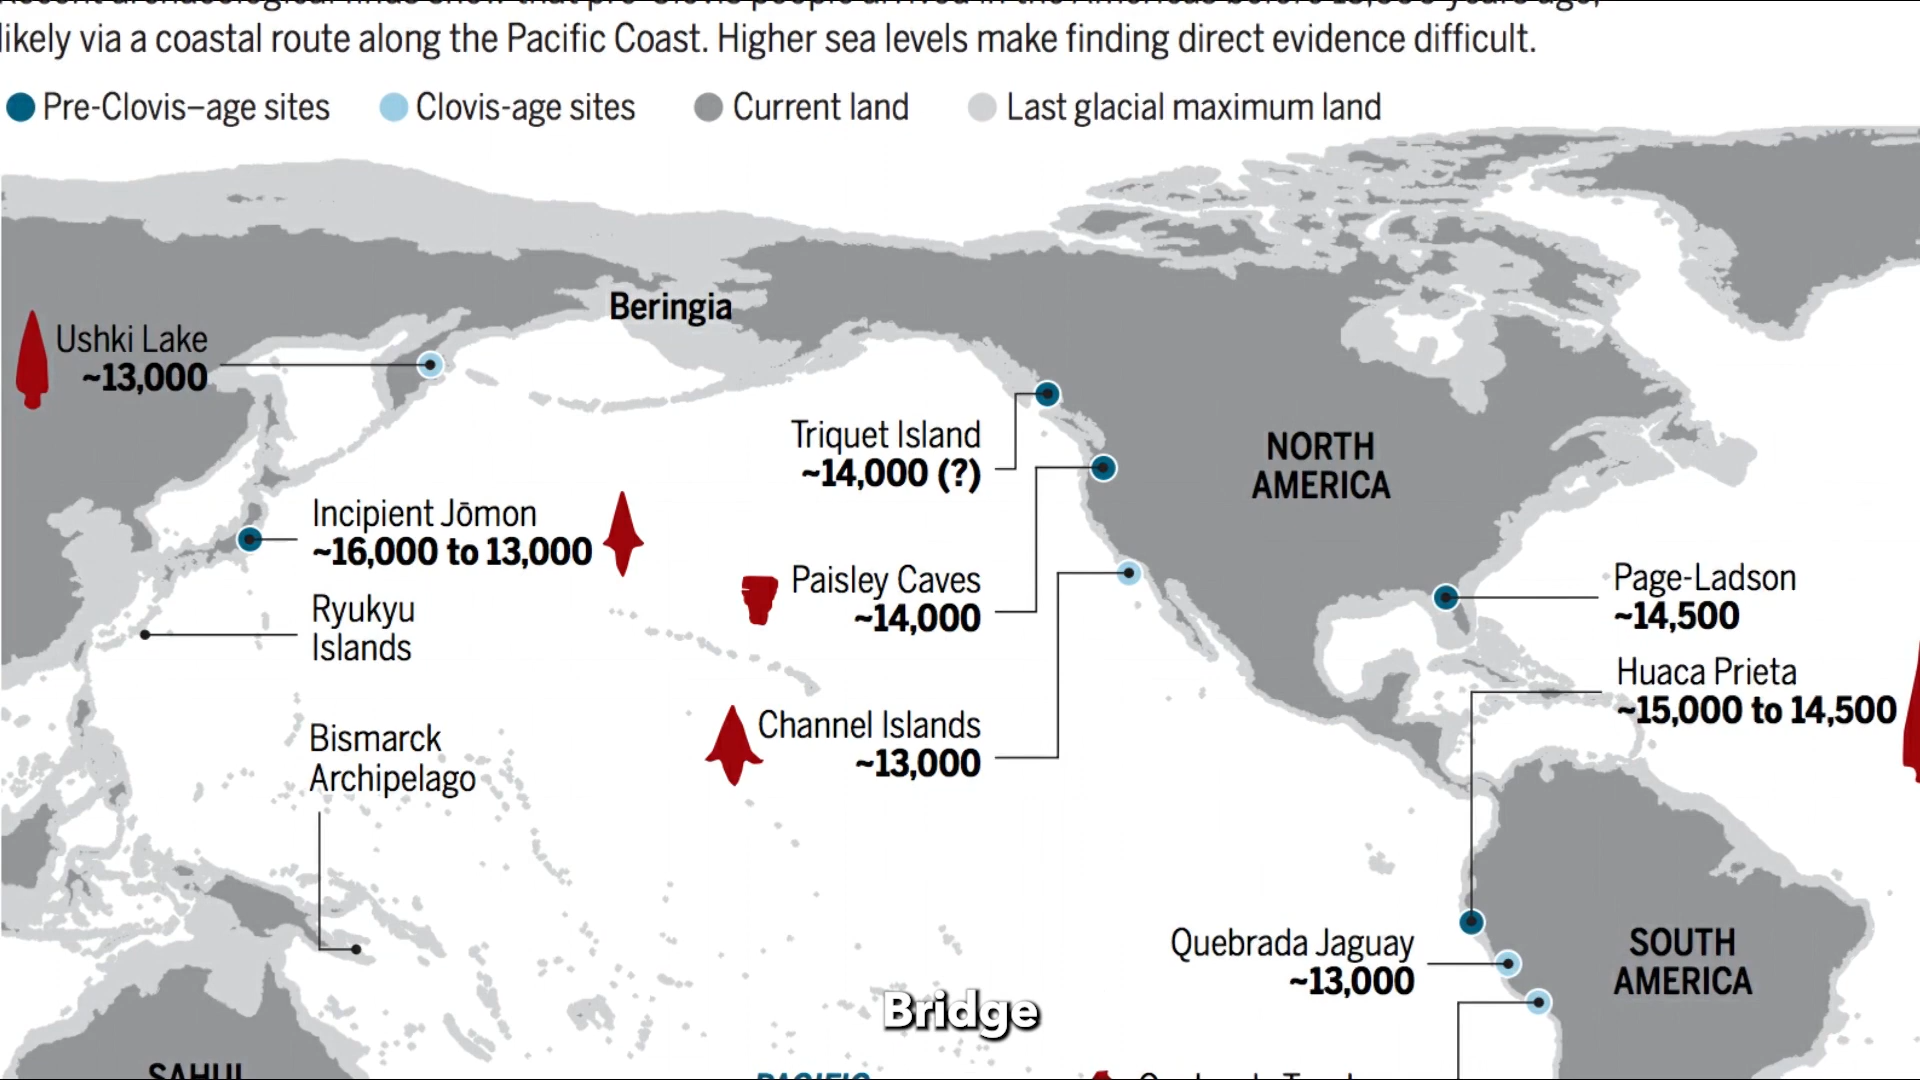 likely via a coastal route along the Pacific Coast. Higher sea levels make finding direct evidence difficult.
Pre-Clovis–age sites
Clovis-age sites
Current land
Last glacial maximum land
Beringia
Ushki Lake
~13,000
Triquet Island
~14,000 (?)
NORTH
AMERICA
Incipient Jōmon
~16,000 to 13,000
Paisley Caves
~14,000
Page-Ladson
~14,500
Ryukyu
Islands
Huaca Prieta
~15,000 to 14,500
Channel Islands
~13,000
Bismarck
Archipelago
Quebrada Jaguay
~13,000
SOUTH
AMERICA
Bridge
SAHUL
PACIFIC